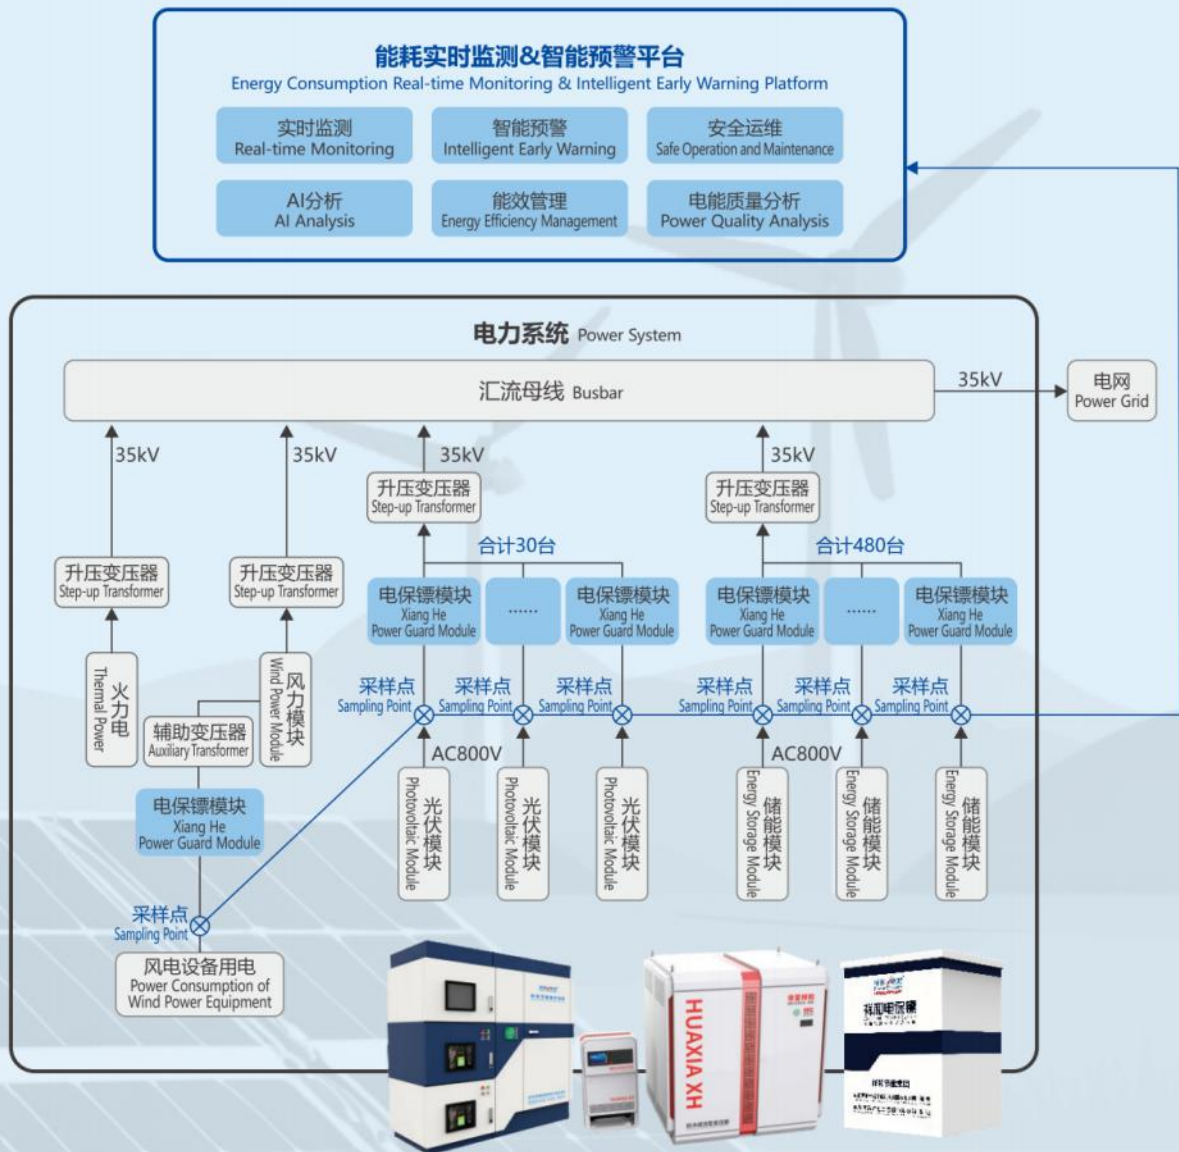 能耗实时监测&智能预警平台
Energy Consumption Real-time Monitoring & Intelligent Early Warning Platform
实时监测
Real-time Monitoring
智能预警
Intelligent Early Warning
安全运维
Safe Operation and Maintenance
AI分析
AI Analysis
能效管理
Energy Efficiency Management
电能质量分析
Power Quality Analysis
电力系统 Power System
汇流母线 Busbar
35kV
电网
Power Grid
35kV
35kV
35kV
35kV
升压变压器
Step-up Transformer
升压变压器
Step-up Transformer
合计30台
合计480台
升压变压器
Step-up Transformer
升压变压器
Step-up Transformer
电保镖模块
Xiang He
Power Guard Module
......
电保镖模块
Xiang He
Power Guard Module
电保镖模块
Xiang He
Power Guard Module
......
电保镖模块
Xiang He
Power Guard Module
火力电
Thermal Power
风力模块
Wind Power Module
采样点
Sampling Point
采样点
Sampling Point
采样点
Sampling Point
采样点
Sampling Point
采样点
Sampling Point
采样点
Sampling Point
辅助变压器
Auxiliary Transformer
AC800V
AC800V
电保镖模块
Xiang He
Power Guard Module
光伏模块
Photovoltaic Module
光伏模块
Photovoltaic Module
光伏模块
Photovoltaic Module
储能模块
Energy Storage Module
储能模块
Energy Storage Module
储能模块
Energy Storage Module
采样点
Sampling Point
风电设备用电
Power Consumption of
Wind Power Equipment
HUAXIA XH
祥和电保镖